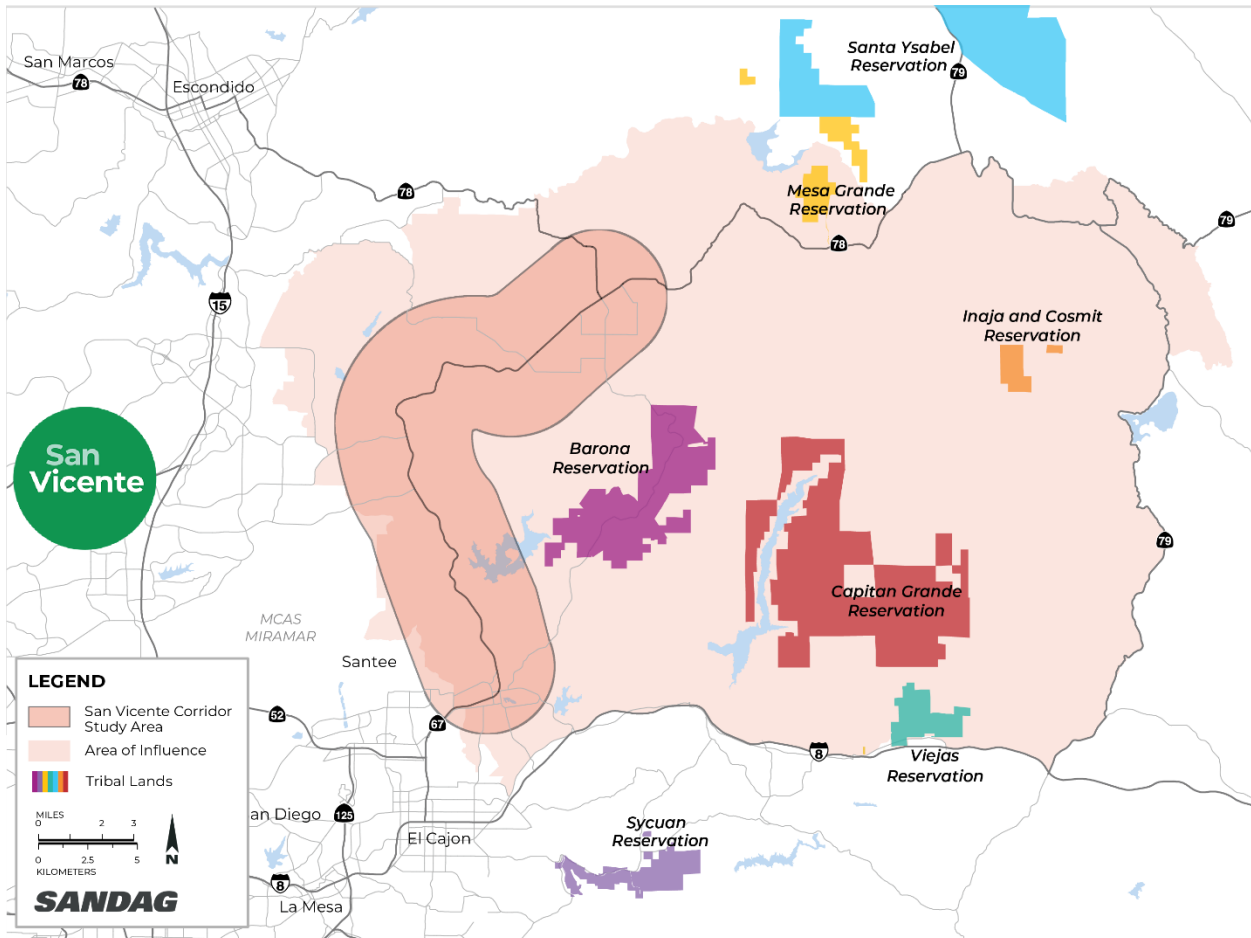 San Marcos
78
Escondido
Santa Ysabel
Reservation
79
78
Mesa Grande
Reservation
78
79
15
Inaja and Cosmit
Reservation
San
Vicente
Barona
Reservation
79
Capitan Grande
Reservation
MCAS
MIRAMAR
Santee
LEGEND
San Vicente Corridor
Study Area
Area of Influence
Tribal Lands
MILES
0 2 3
0 2.5 5
KILOMETERS
N
SANDAG
52
67
8
Viejas
Reservation
an Diego
125
El Cajon
Sycuan
Reservation
8
La Mesa